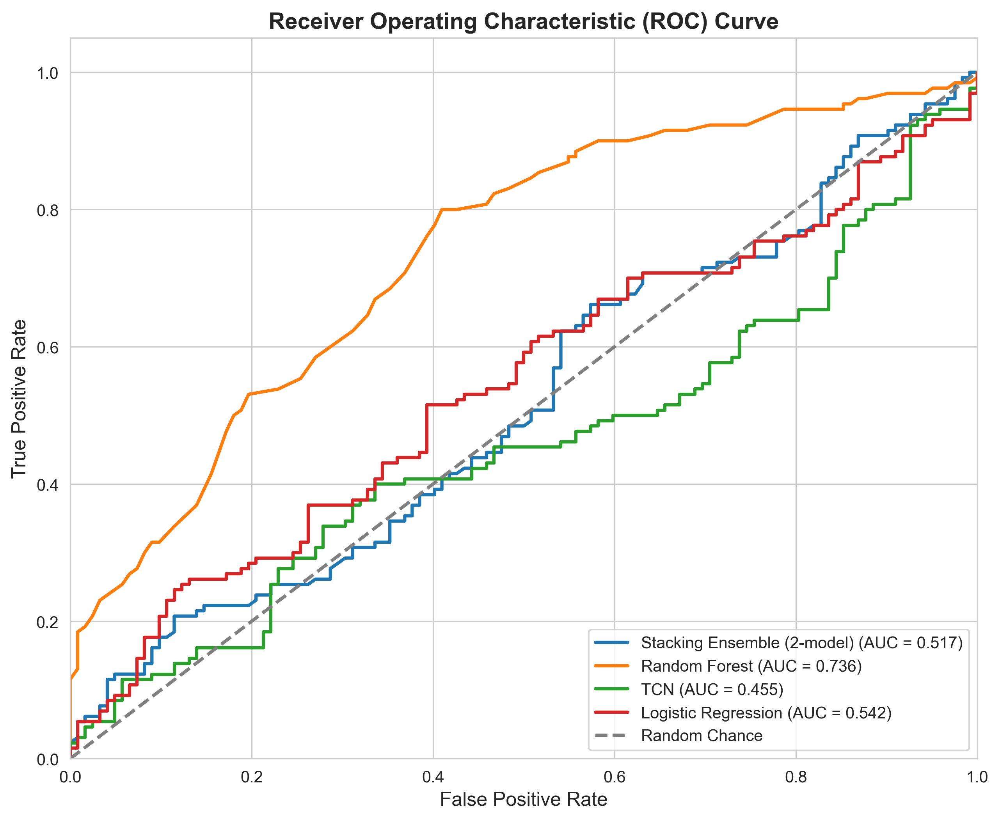 Receiver Operating Characteristic (ROC) Curve
True Positive Rate
1.0
0.8
0.6
0.4
0.2
0.0
0.0 0.2 0.4 0.6 0.8 1.0
False Positive Rate
Stacking Ensemble (2-model) (AUC = 0.517)
Random Forest (AUC = 0.736)
TCN (AUC = 0.455)
Logistic Regression (AUC = 0.542)
Random Chance